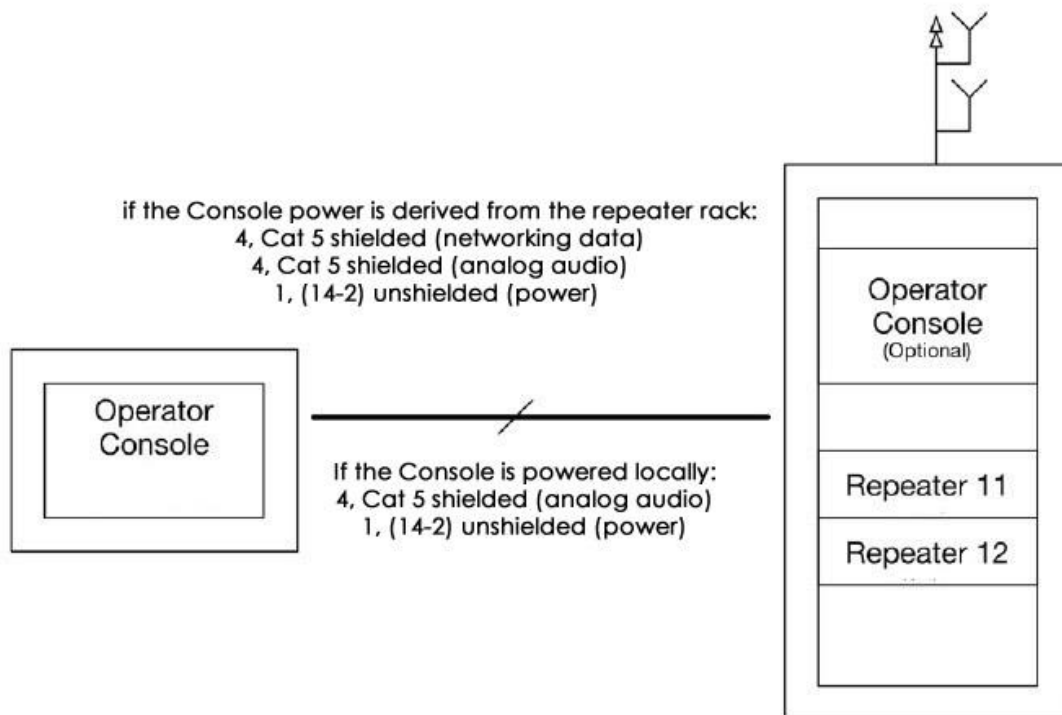 if the Console power is derived from the repeater rack:
4, Cat 5 shielded (networking data)
4, Cat 5 shielded (analog audio)
1, (14-2) unshielded (power)
Operator
Console
If the Console is powered locally:
4, Cat 5 shielded (analog audio)
1, (14-2) unshielded (power)
Operator
Console
(Optional)
Repeater 11
Repeater 12